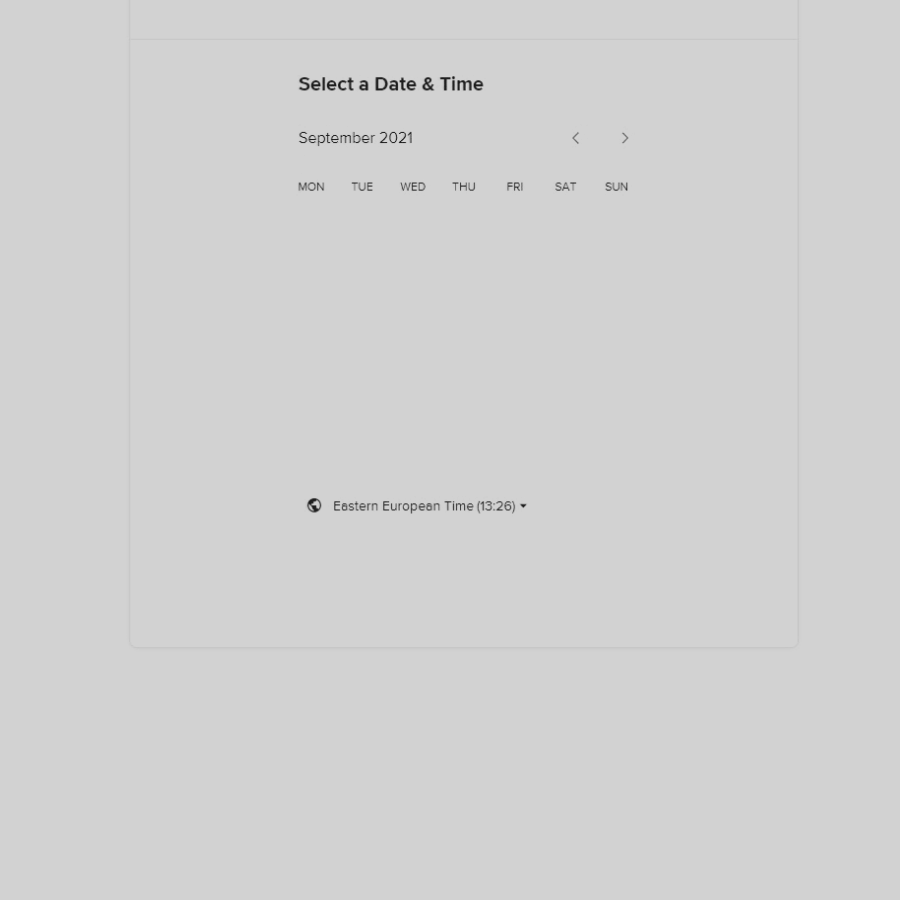 Select a Date & Time
September 2021
MON TUE WED THU FRI SAT SUN
Eastern European Time (13:26)